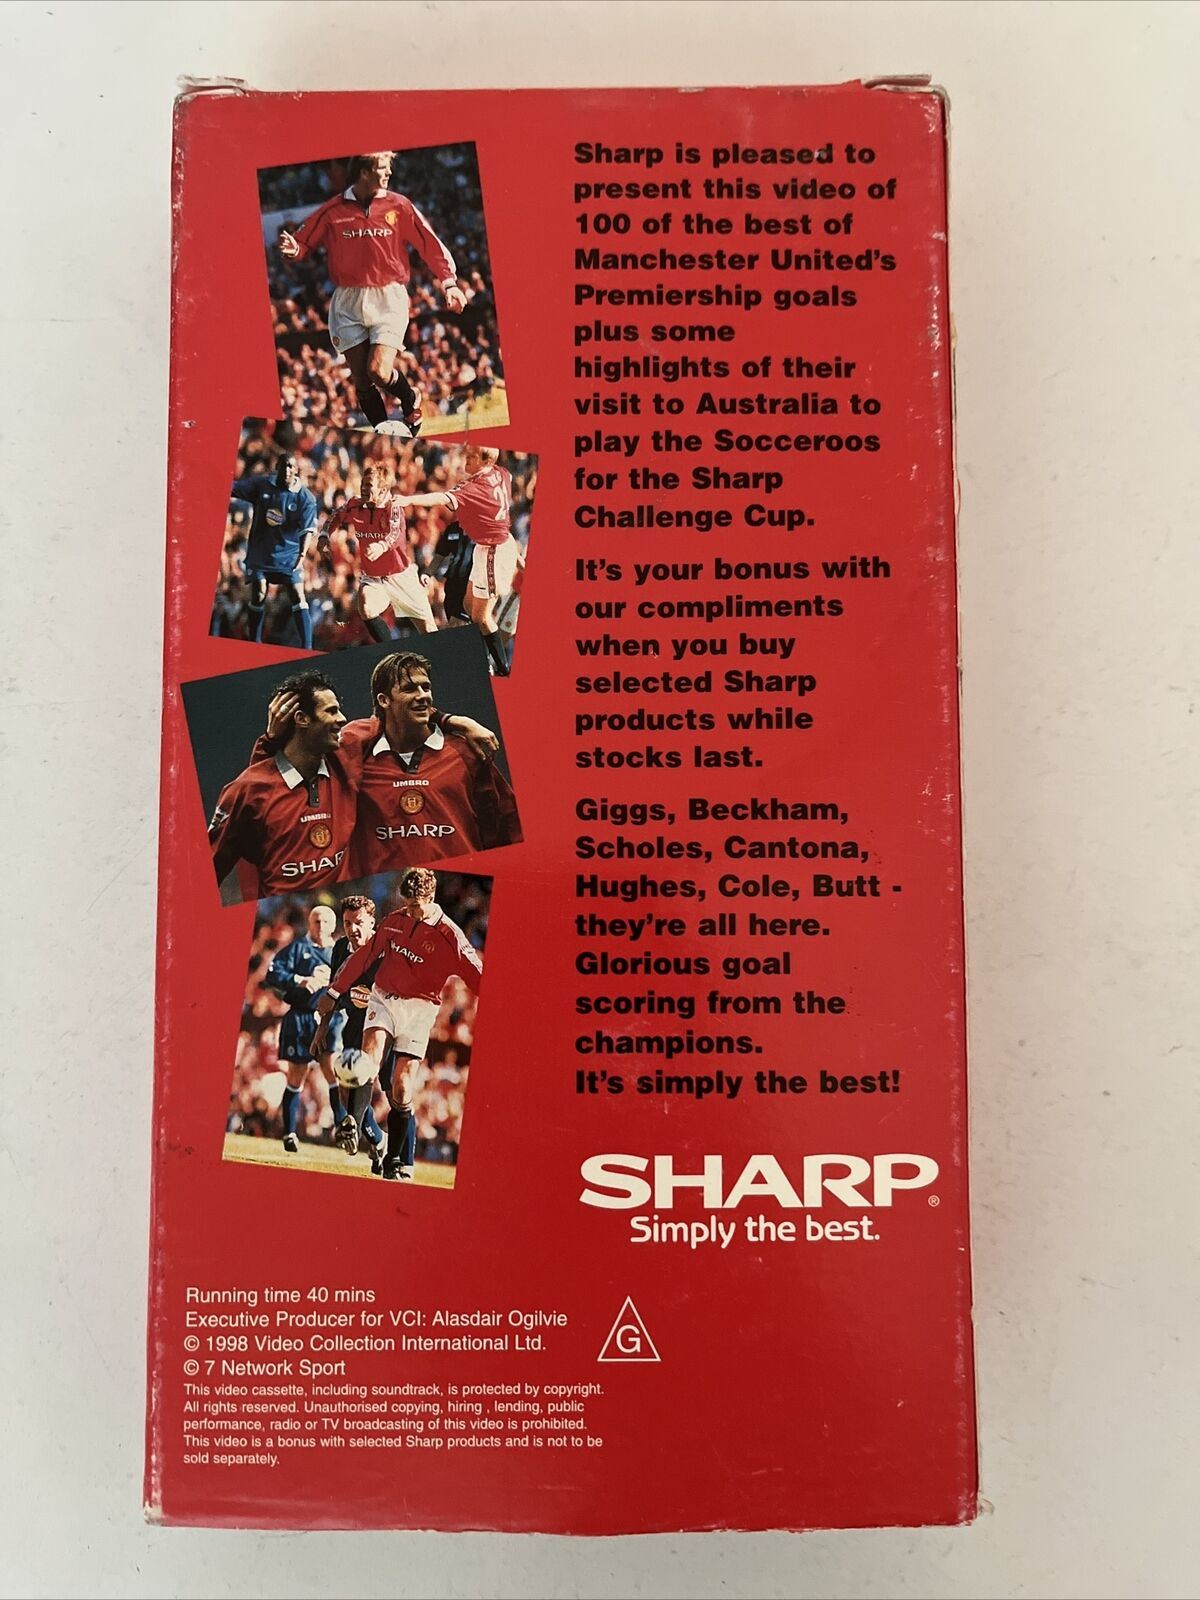 Sharp is pleased to
present this video of
100 of the best of
Manchester United's
Premiership goals
plus some
highlights of their
visit to Australia to
play the Socceroos
for the Sharp
Challenge Cup.
It's your bonus with
our compliments
when you buy
selected Sharp
products while
stocks last.
Giggs, Beckham,
Scholes, Cantona,
Hughes, Cole, Butt -
they're all here.
Glorious goal
scoring from the
champions.
It's simply the best!
SHARP®
Simply the best.
SHARP
SHARP
UMBRO
SHARP
UMBRO
SHAR
SHARP
Running time 40 mins
Executive Producer for VCI: Alasdair Ogilvie
© 1998 Video Collection International Ltd.
© 7 Network Sport
G
This video cassette, including soundtrack, is protected by copyright.
All rights reserved. Unauthorised copying, hiring , lending, public
performance, radio or TV broadcasting of this video is prohibited.
This video is a bonus with selected Sharp products and is not to be
sold separately.